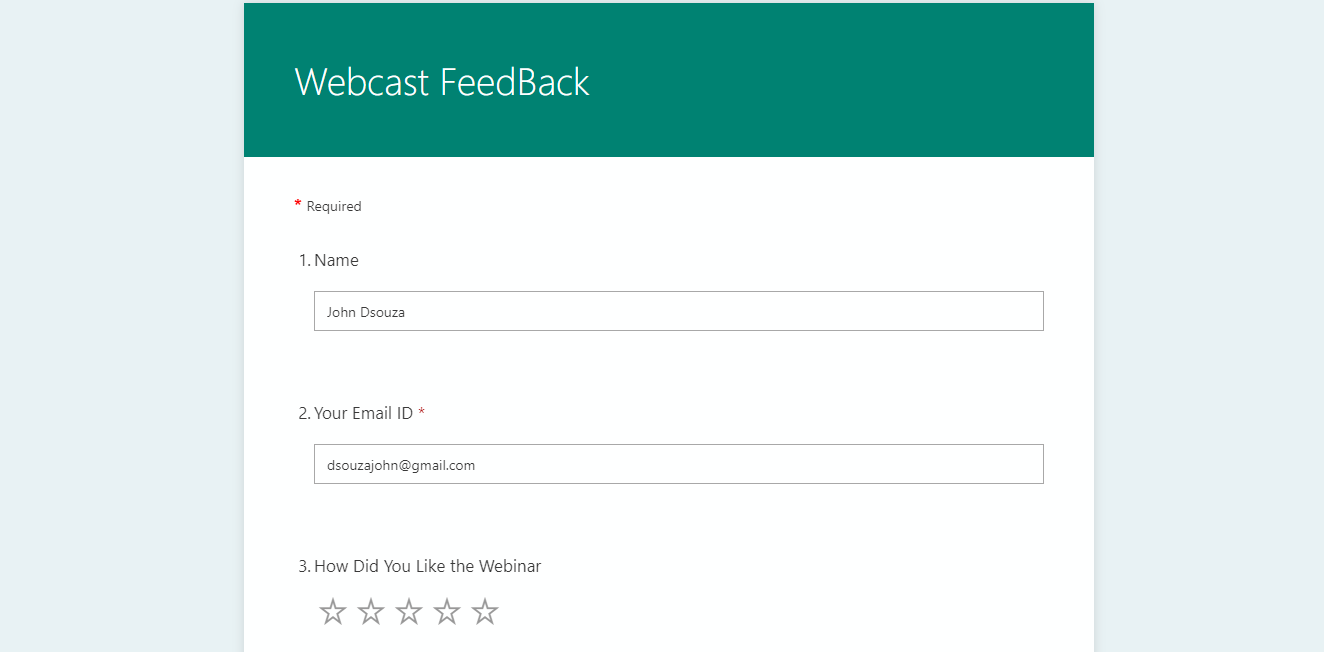 Webcast FeedBack
* Required
1. Name
John Dsouza
2. Your Email ID *
dsouzajohn@gmail.com
3. How Did You Like the Webinar